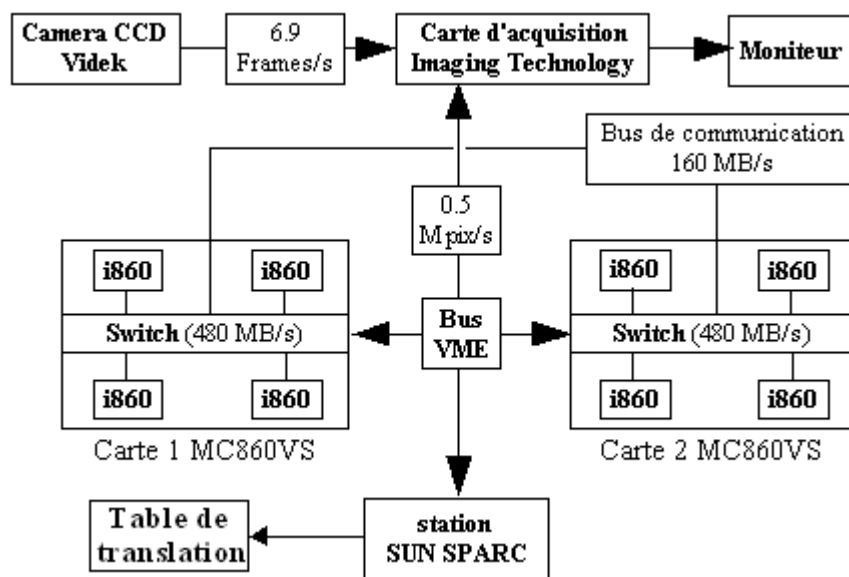 Camera CCD
Videk
6.9
Frames/s
Carte d'acquisition
Imaging Technology
Moniteur
Bus de communication
160 MB/s
0.5
Mpix/s
i860
i860
Switch (480 MB/s)
i860
i860
Carte 1 MC860VS
Bus
VME
i860
i860
Switch (480 MB/s)
i860
i860
Carte 2 MC860VS
Table de
translation
station
SUN SPARC